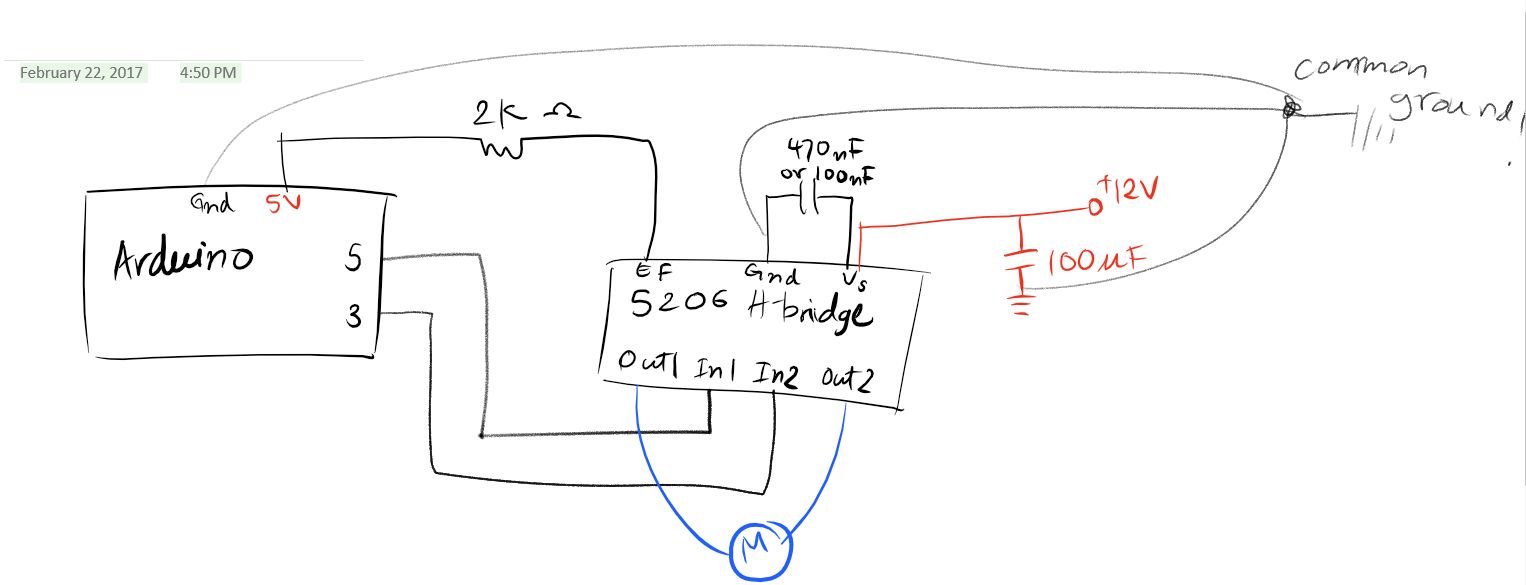 February 22, 2017 4:50 PM
common
ground
2K Ω
470nF
or 100nF
+12V
Gnd 5V
Arduino
5
3
100uF
EF Gnd Vs
5206 H-bridge
Out1 In1 In2 Out2
M